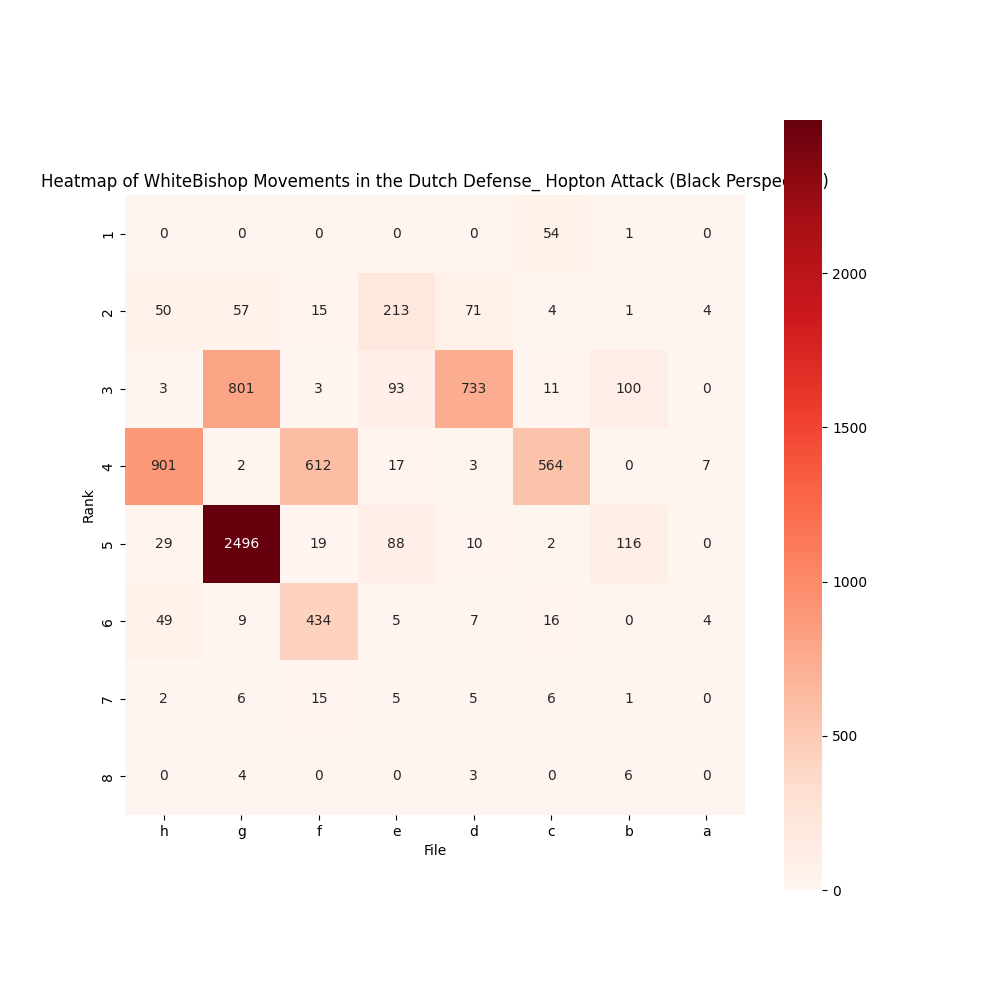 Heatmap of WhiteBishop Movements in the Dutch Defense_ Hopton Attack (Black Perspe
)
1 0 0 0 0 0 54 1 0
2000
2 50 57 15 213 71 4 1 4
3 3 801 3 93 733 11 100 0
1500
4 901 2 612 17 3 564 0 7
Rank
5 29 2496 19 88 10 2 116 0
1000
6 49 9 434 5 7 16 0 4
7 2 6 15 5 5 6 1 0
500
8 0 4 0 0 3 0 6 0
h g f e d c b a
File
0